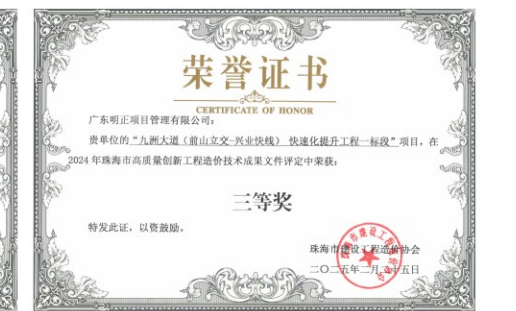 荣誉证书
CERTIFICATE OF HONOR
广东明正项目管理有限公司：
贵单位的“九洲大道（前山立交-兴业快线） 快速化提升工程一标段”项目，在
2024 年珠海市高质量创新工程造价技术成果文件评定中荣获：
三等奖
特发此证，以资鼓励。
珠海市建设工程造价协会
二〇二五年二月 十五日